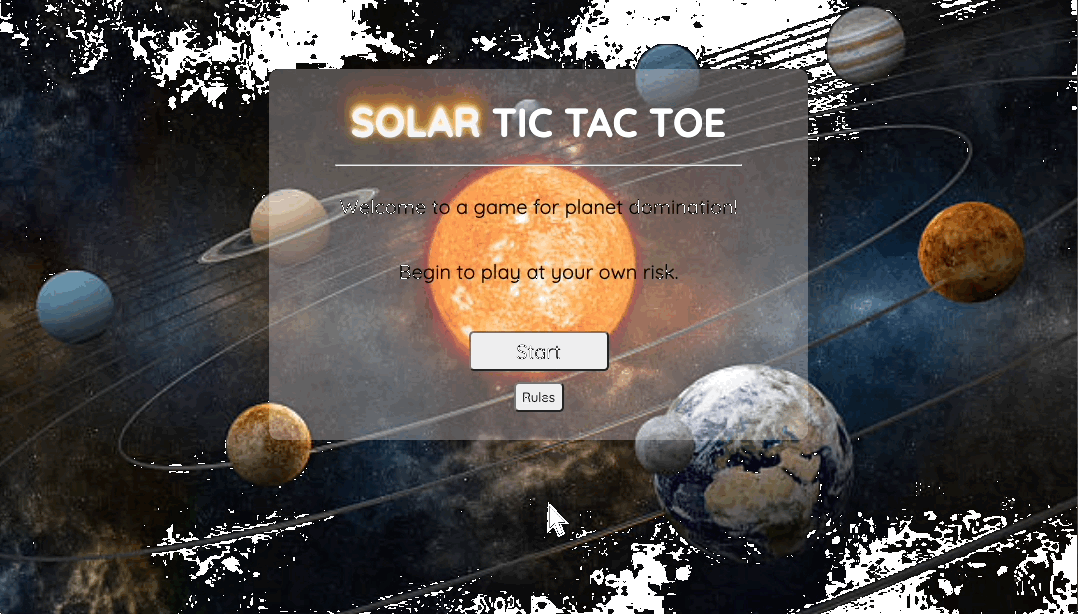 SOLAR TIC TAC TOE
Welcome to a game for planet domination!
Begin to play at your own risk.
Start
Rules